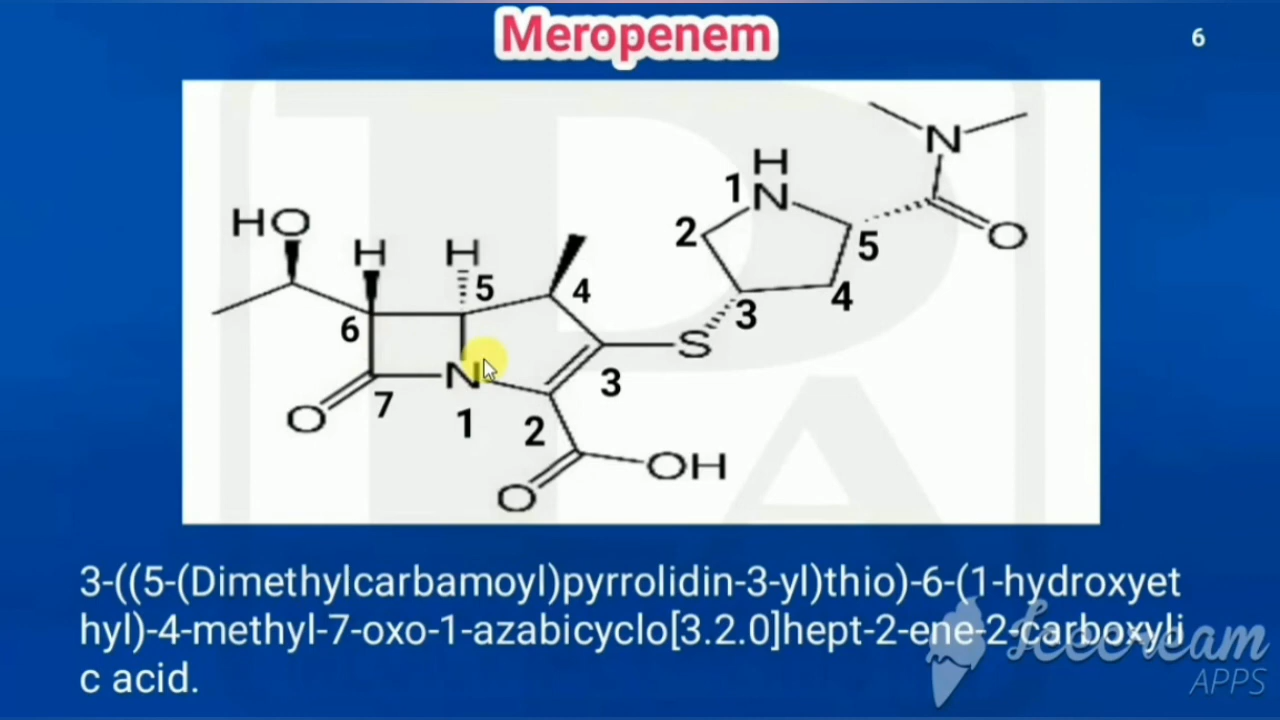 Meropenem
6
N
H
1 N
HO
2
O
H
H
5
5
4
4
6
3
S
3
N
O
7
1
2
OH
O
3-((5-(Dimethylcarbamoyl)pyrrolidin-3-yl)thio)-6-(1-hydroxyet
hyl)-4-methyl-7-oxo-1-azabicyclo[3.2.0]hept-2-ene-2-carboxyli
c acid.
Icecream
APPS